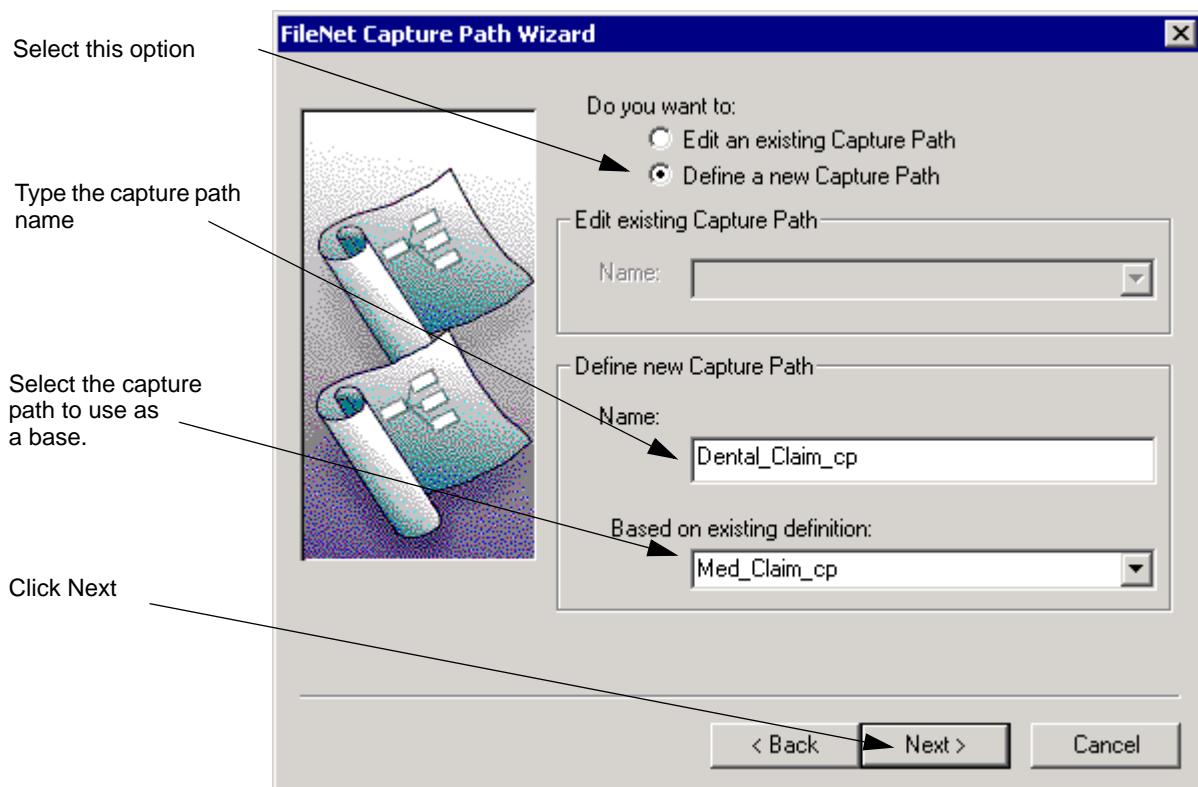 FileNet Capture Path Wizard
Select this option
Do you want to:
Edit an existing Capture Path
Define a new Capture Path
Type the capture path
name
Edit existing Capture Path
Name:
Select the capture
path to use as
a base.
Define new Capture Path
Name:
Dental_Claim_cp
Based on existing definition:
Med_Claim_cp
Click Next
< Back
Next >
Cancel